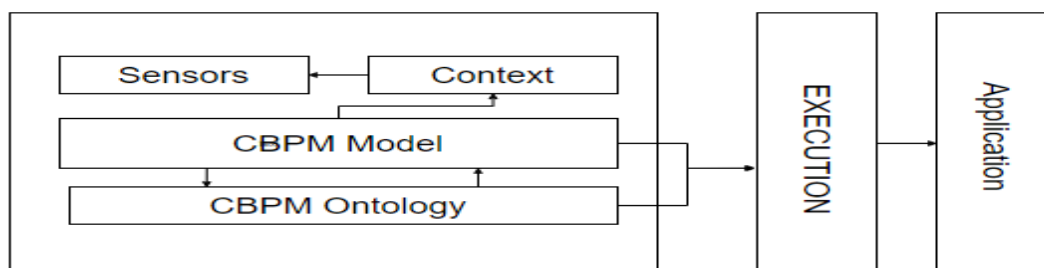 Sensors
Context
CBPM Model
CBPM Ontology
EXECUTION
Application